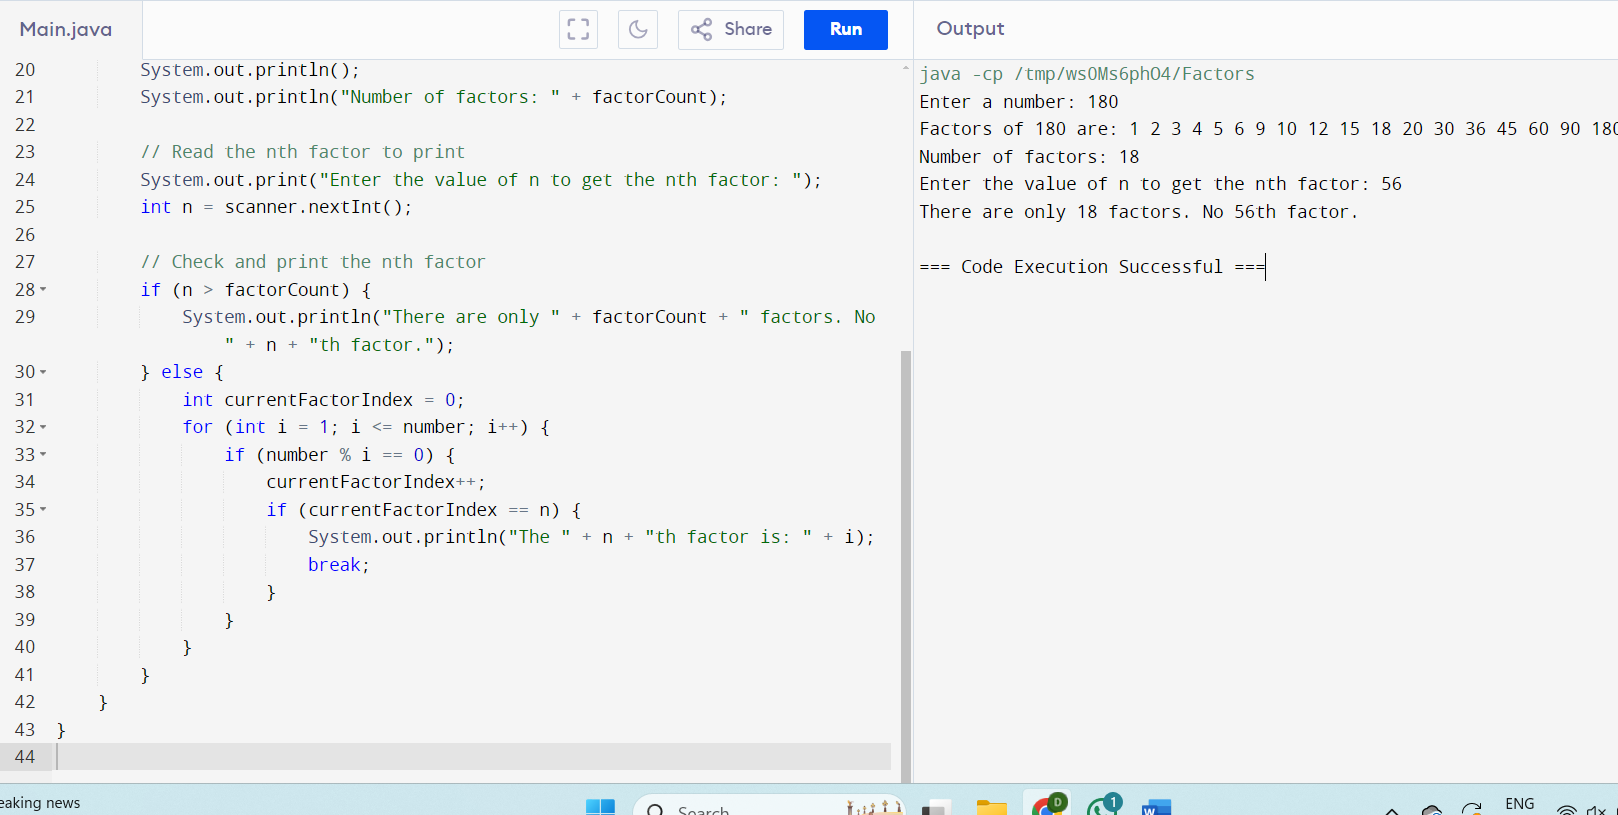 Main.java
Share
Run
Output
20 System.out.println();
21 System.out.println("Number of factors: " + factorCount);
22
23 // Read the nth factor to print
24 System.out.print("Enter the value of n to get the nth factor: ");
25 int n = scanner.nextInt();
26
27 // Check and print the nth factor
28 if (n > factorCount) {
29 System.out.println("There are only " + factorCount + " factors. No
" + n + "th factor.");
30 } else {
31 int currentFactorIndex = 0;
32 for (int i = 1; i <= number; i++) {
33 if (number % i == 0) {
34 currentFactorIndex++;
35 if (currentFactorIndex == n) {
36 System.out.println("The " + n + "th factor is: " + i);
37 break;
38 }
39 }
40 }
41 }
42 }
43 }
44
java -cp /tmp/wsOMs6phO4/Factors
Enter a number: 180
Factors of 180 are: 1 2 3 4 5 6 9 10 12 15 18 20 30 36 45 60 90 180
Number of factors: 18
Enter the value of n to get the nth factor: 56
There are only 18 factors. No 56th factor.
=== Code Execution Successful ===
eaking news
Search
D
1
W
ENG